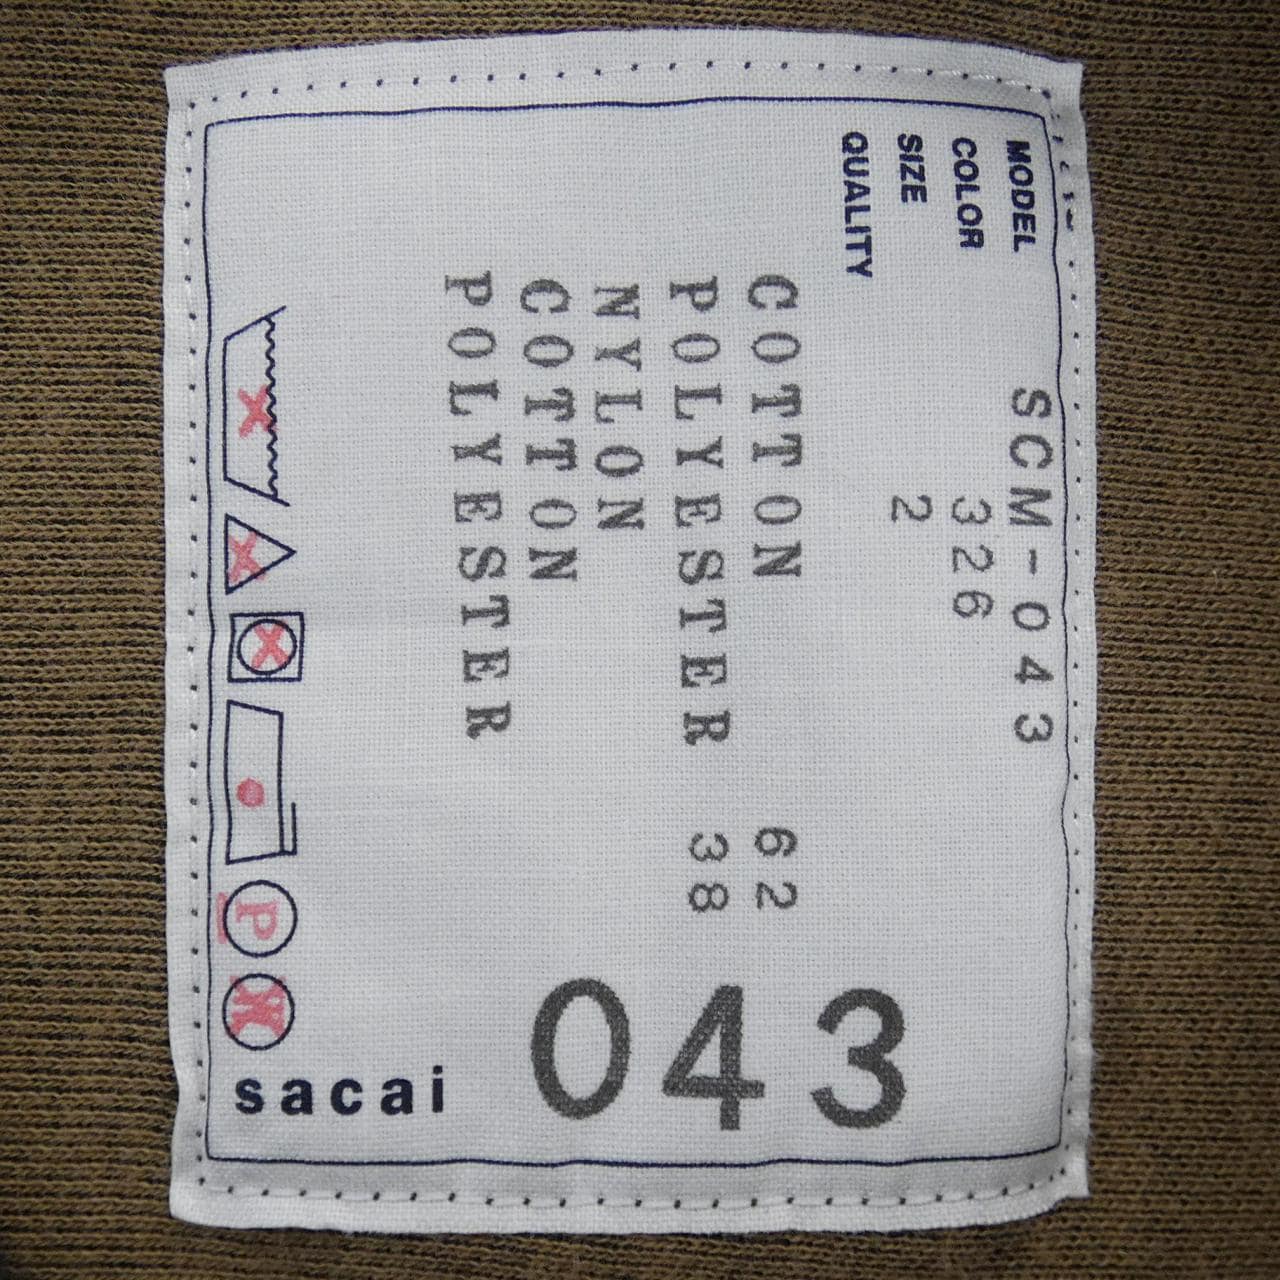 MODEL SCM-043
COLOR 326
SIZE 2
QUALITY
COTTON 62
POLYESTER 38
NYLON
COTTON
POLYESTER
P
043
sacai